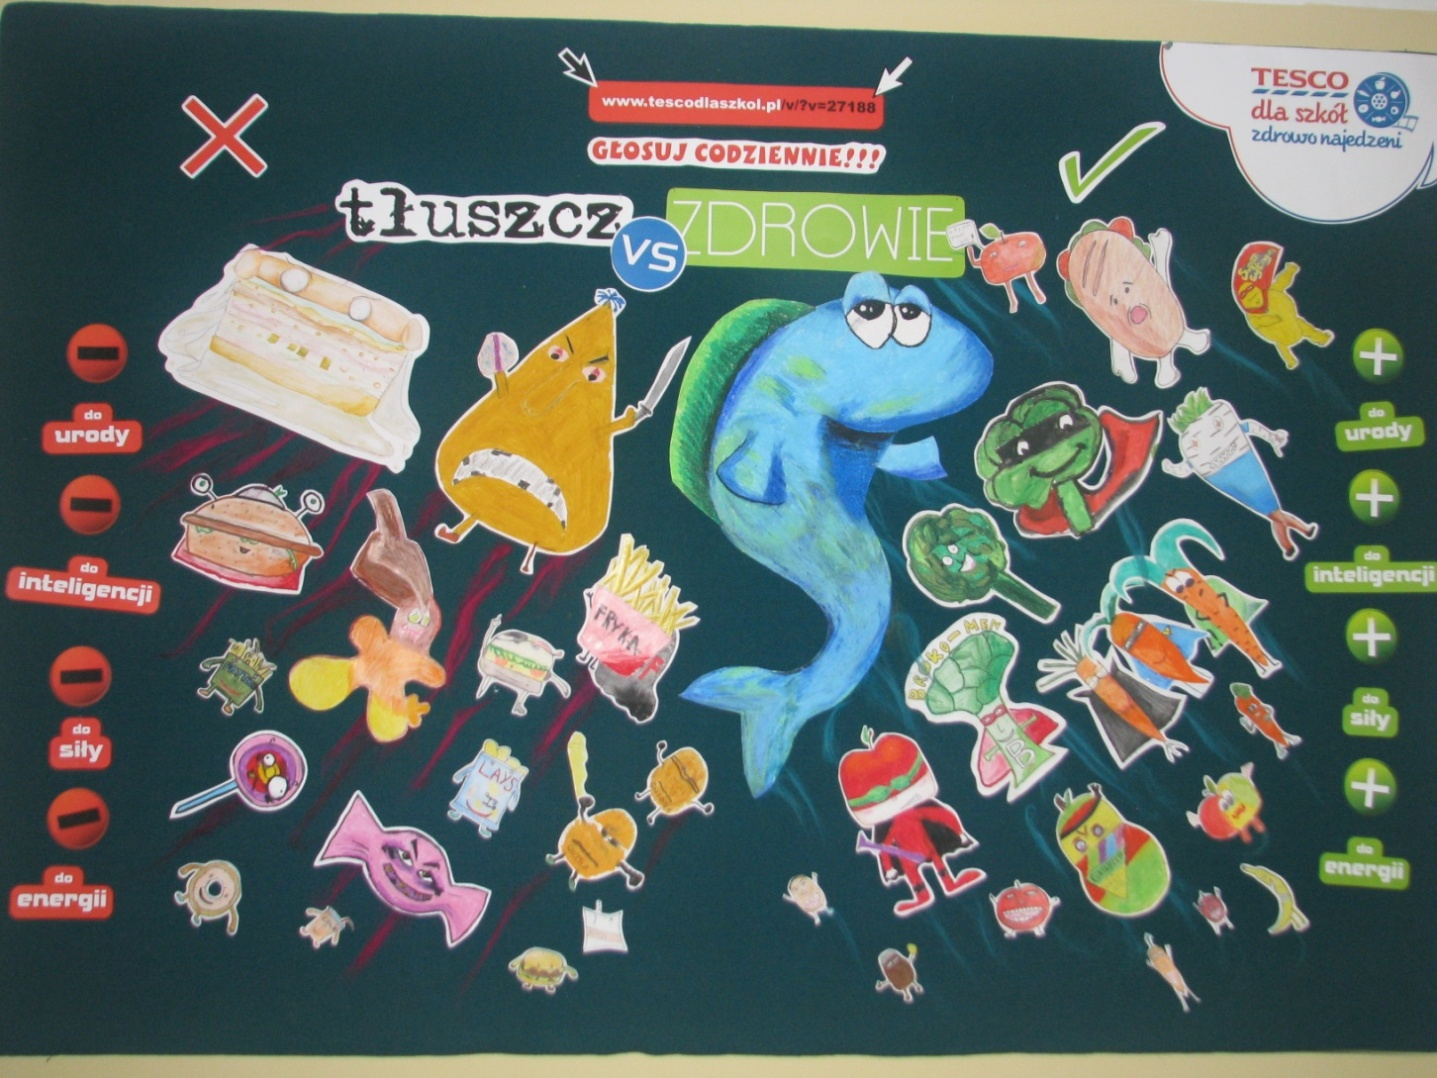 www.tescodlaszkol.pl/v/?v=27188
GŁOSUJ CODZIENNIE!!!
TESCO
dla szkół
zdrowo najedzeni
tłuszcz
vs
ZDROWIE
do
urody
do
inteligencji
do
siły
do
energii
do
urody
do
inteligencji
do
siły
do
energii
FRYKA
LAYS
BROKO-MEN